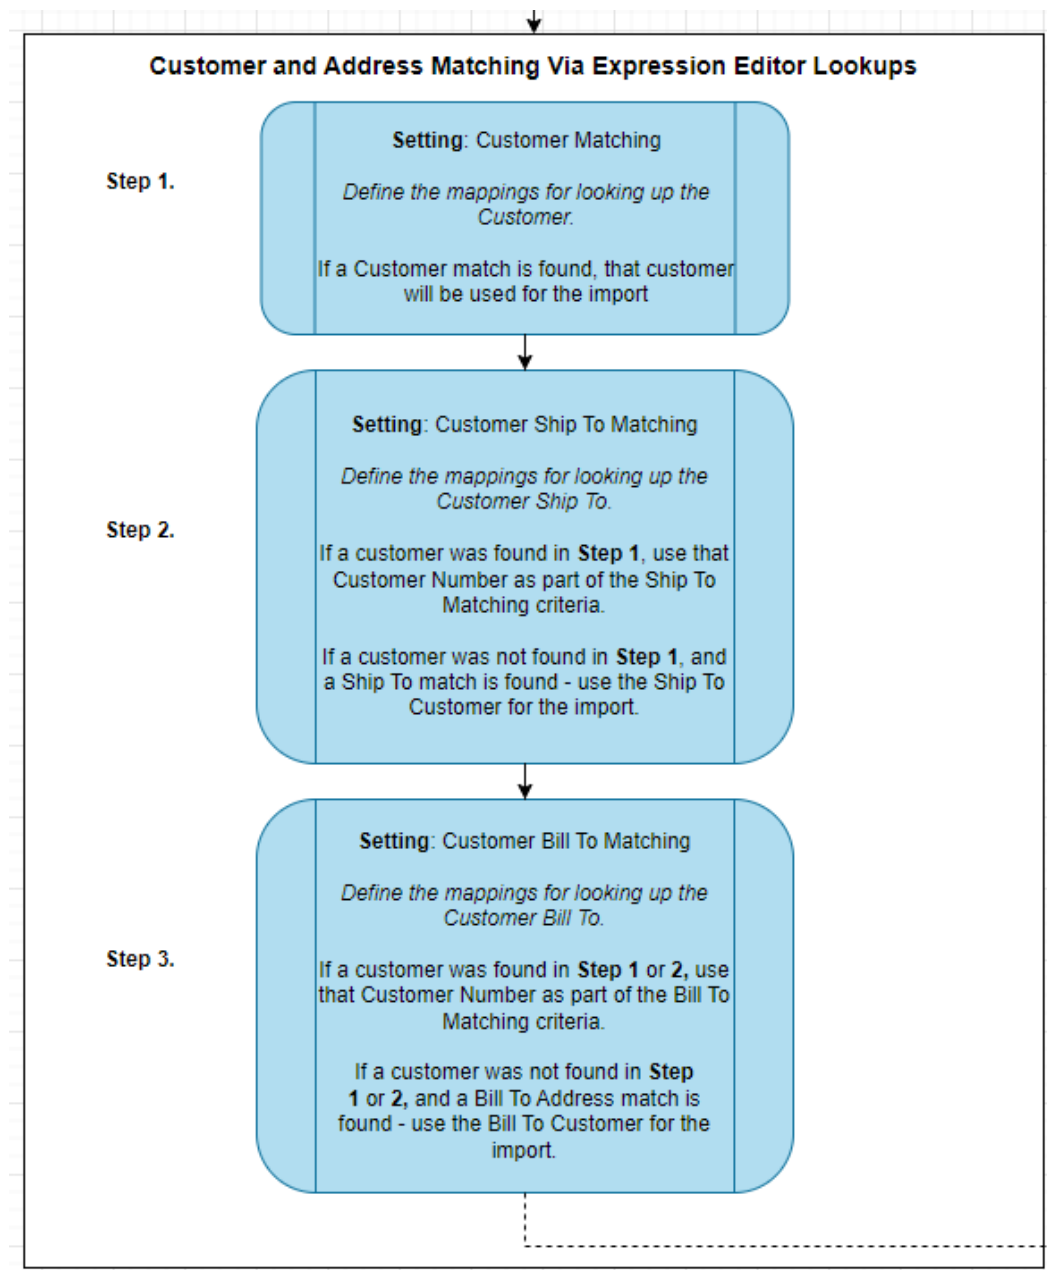 Customer and Address Matching Via Expression Editor Lookups
Step 1.
Setting: Customer Matching
Define the mappings for looking up the
Customer.
If a Customer match is found, that customer
will be used for the import
Step 2.
Setting: Customer Ship To Matching
Define the mappings for looking up the
Customer Ship To.
If a customer was found in Step 1, use that
Customer Number as part of the Ship To
Matching criteria.
If a customer was not found in Step 1, and
a Ship To match is found - use the Ship To
Customer for the import.
Step 3.
Setting: Customer Bill To Matching
Define the mappings for looking up the
Customer Bill To.
If a customer was found in Step 1 or 2, use
that Customer Number as part of the Bill To
Matching criteria.
If a customer was not found in Step
1 or 2, and a Bill To Address match is
found - use the Bill To Customer for the
import.